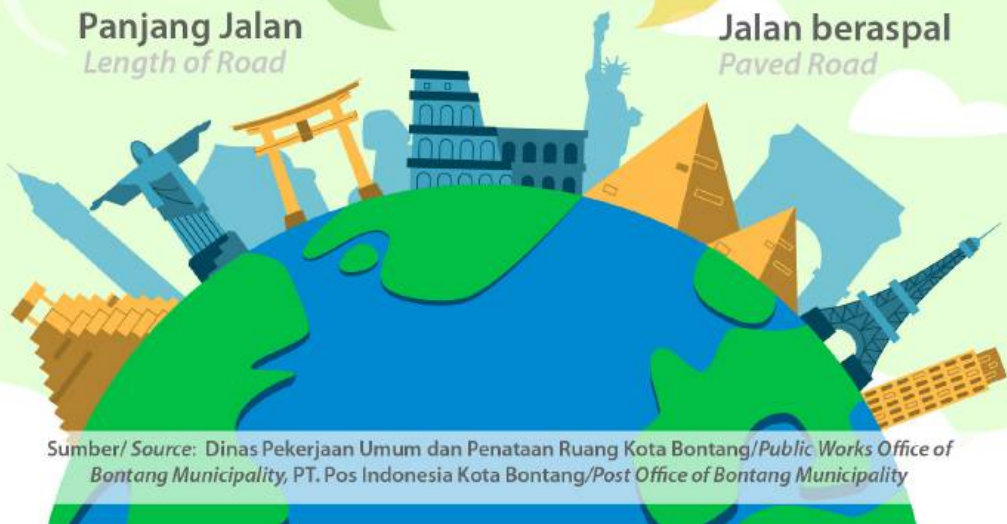 Panjang Jalan
Length of Road
Jalan beraspal
Paved Road
Sumber/ Source: Dinas Pekerjaan Umum dan Penataan Ruang Kota Bontang/Public Works Office of
Bontang Municipality, PT. Pos Indonesia Kota Bontang/Post Office of Bontang Municipality